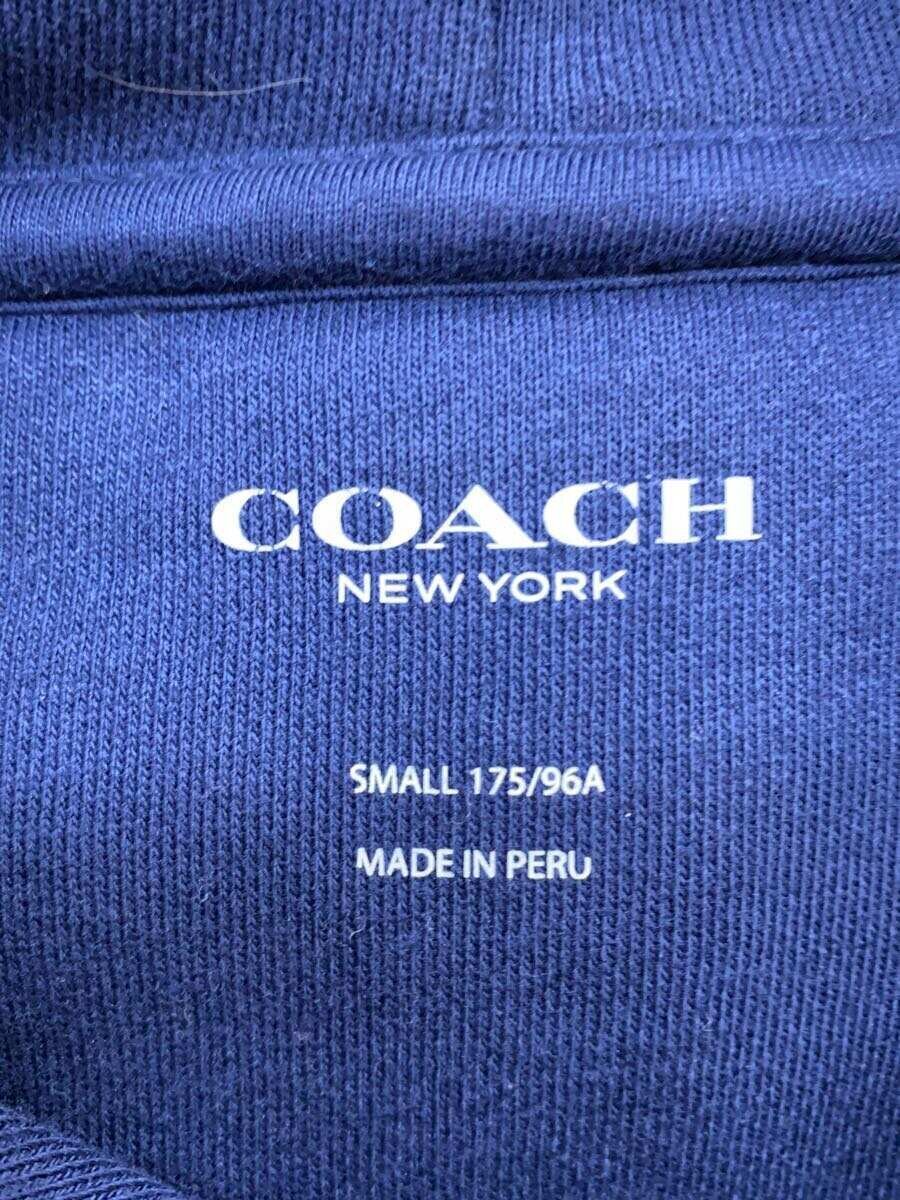 COACH
NEW YORK
SMALL 175/96A
MADE IN PERU